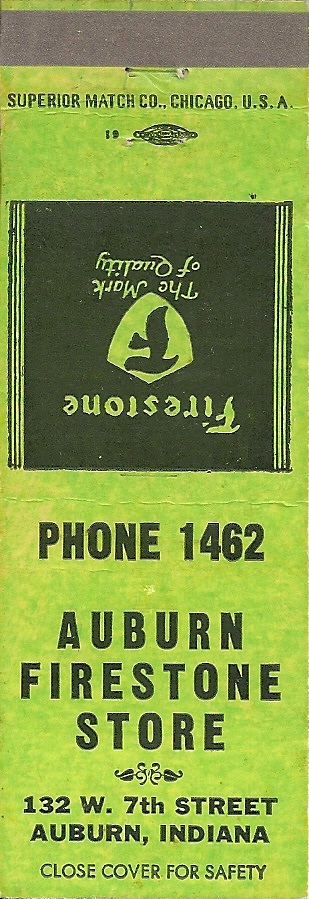 SUPERIOR MATCH CO., CHICAGO, U.S.A.
19
Firestone
The Mark
of Quality
PHONE 1462
AUBURN
FIRESTONE
STORE
132 W. 7th STREET
AUBURN, INDIANA
CLOSE COVER FOR SAFETY